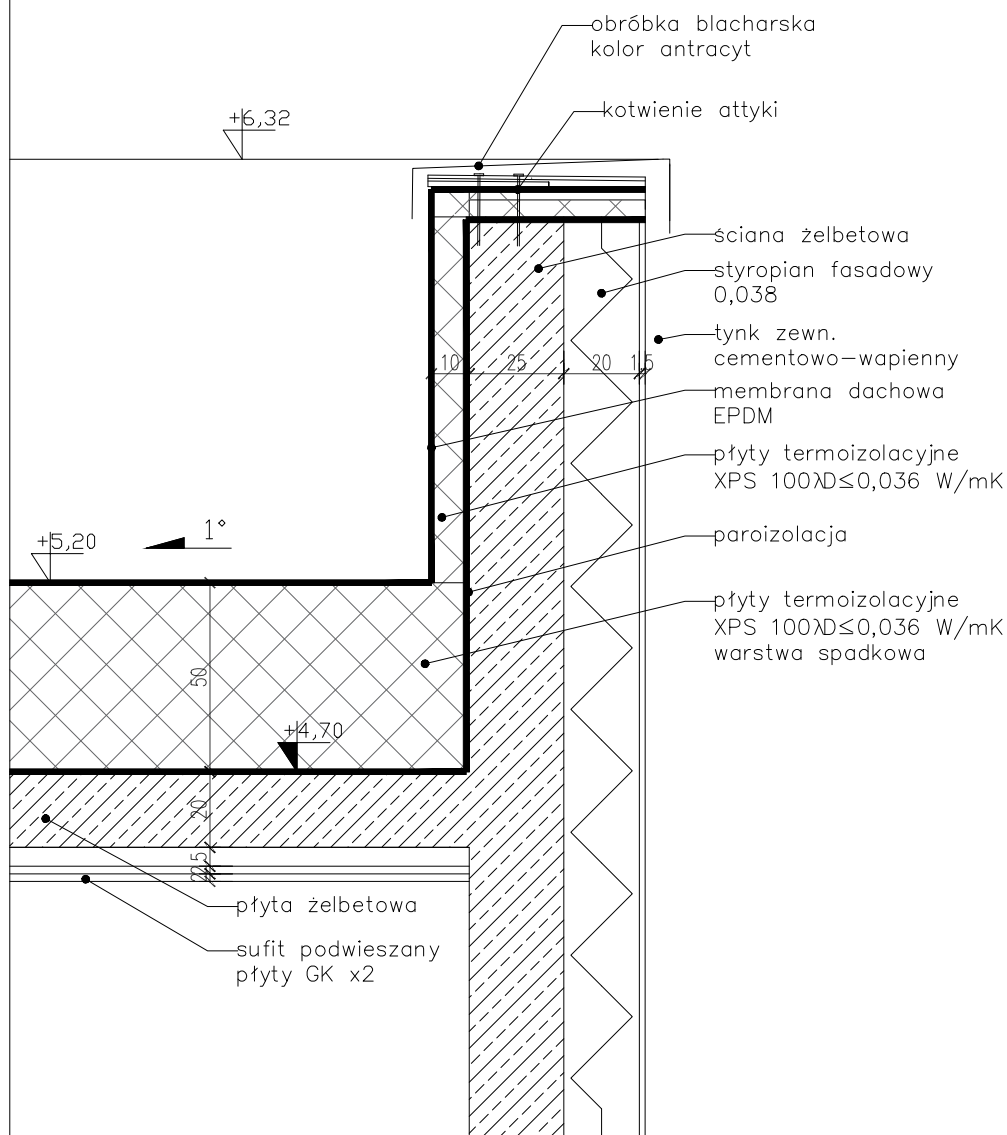 obróbka blacharska
kolor antracyt
+6,32
kotwienie attyki
ściana żelbetowa
styropian fasadowy
0,038
tynk zewn.
cementowo-wapienny
10 25 20 1,5
membrana dachowa
EPDM
płyty termoizolacyjne
XPS 100λD≤0,036 W/mK
+5,20
1°
paroizolacja
płyty termoizolacyjne
XPS 100λD≤0,036 W/mK
warstwa spadkowa
50
+4,70
20
płyta żelbetowa
sufit podwieszany
płyty GK x2